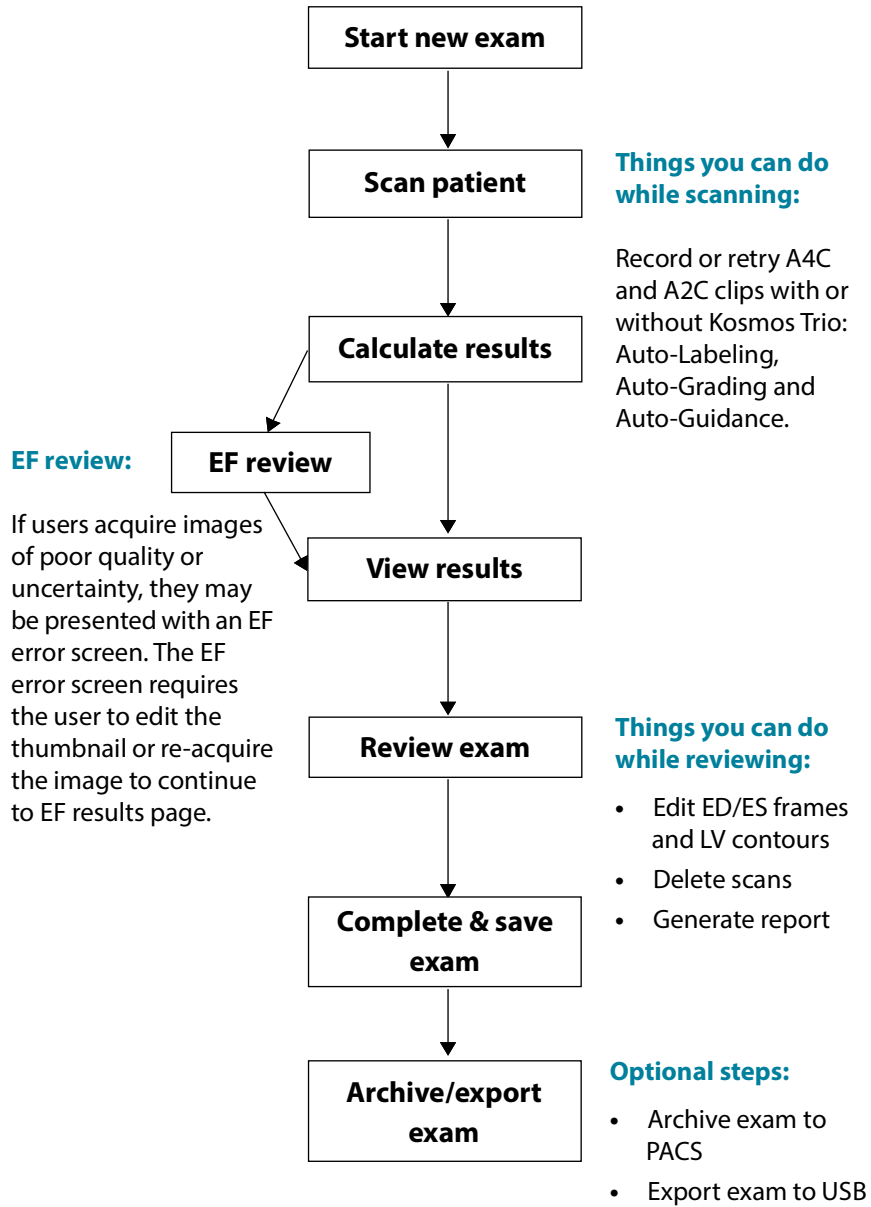 Start new exam
Scan patient
Things you can do
while scanning:
Record or retry A4C
and A2C clips with or
without Kosmos Trio:
Auto-Labeling,
Auto-Grading and
Auto-Guidance.
Calculate results
EF review:
EF review
If users acquire images
of poor quality or
uncertainty, they may
be presented with an EF
error screen. The EF
error screen requires
the user to edit the
thumbnail or re-acquire
the image to continue
to EF results page.
View results
Review exam
Things you can do
while reviewing:
• Edit ED/ES frames
and LV contours
• Delete scans
• Generate report
Complete & save
exam
Archive/export
exam
Optional steps:
• Archive exam to
PACS
• Export exam to USB